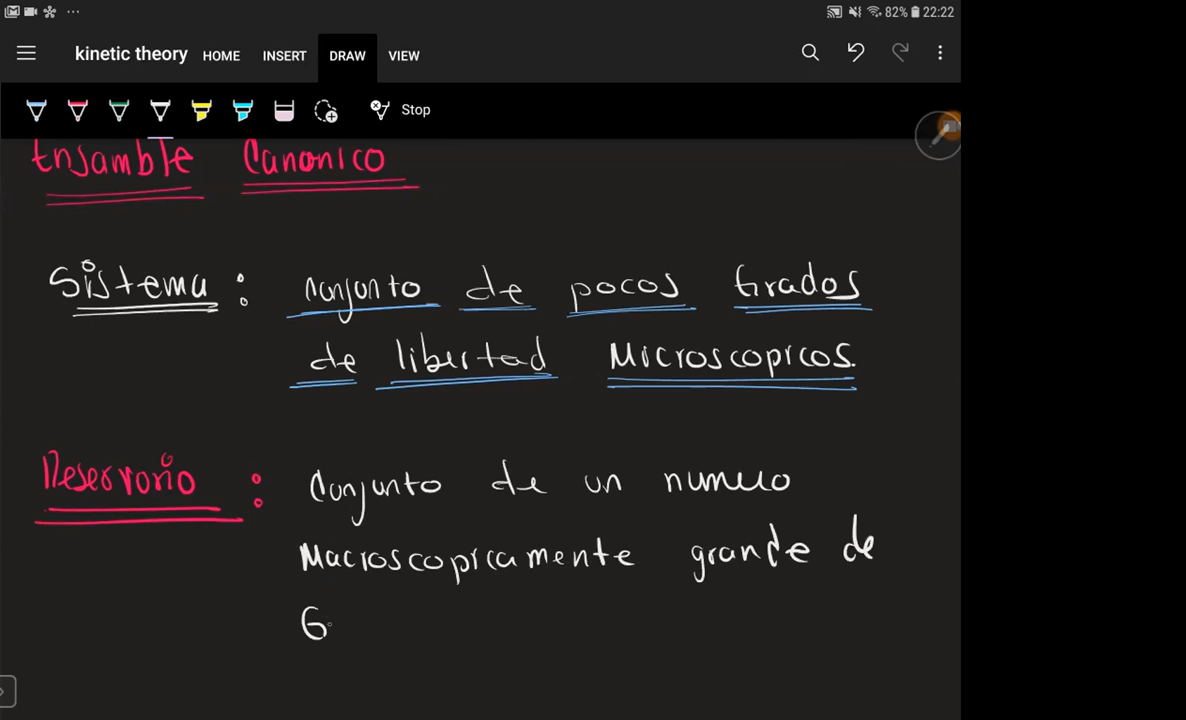 82% 22:22
kinetic theory HOME INSERT DRAW VIEW
Stop
Ensamble Canonico
Sistema : conjunto de pocos Grados
de libertad Microscopicos.
Reservorio : Conjunto de un numero
Macroscopicamente grande de
G.